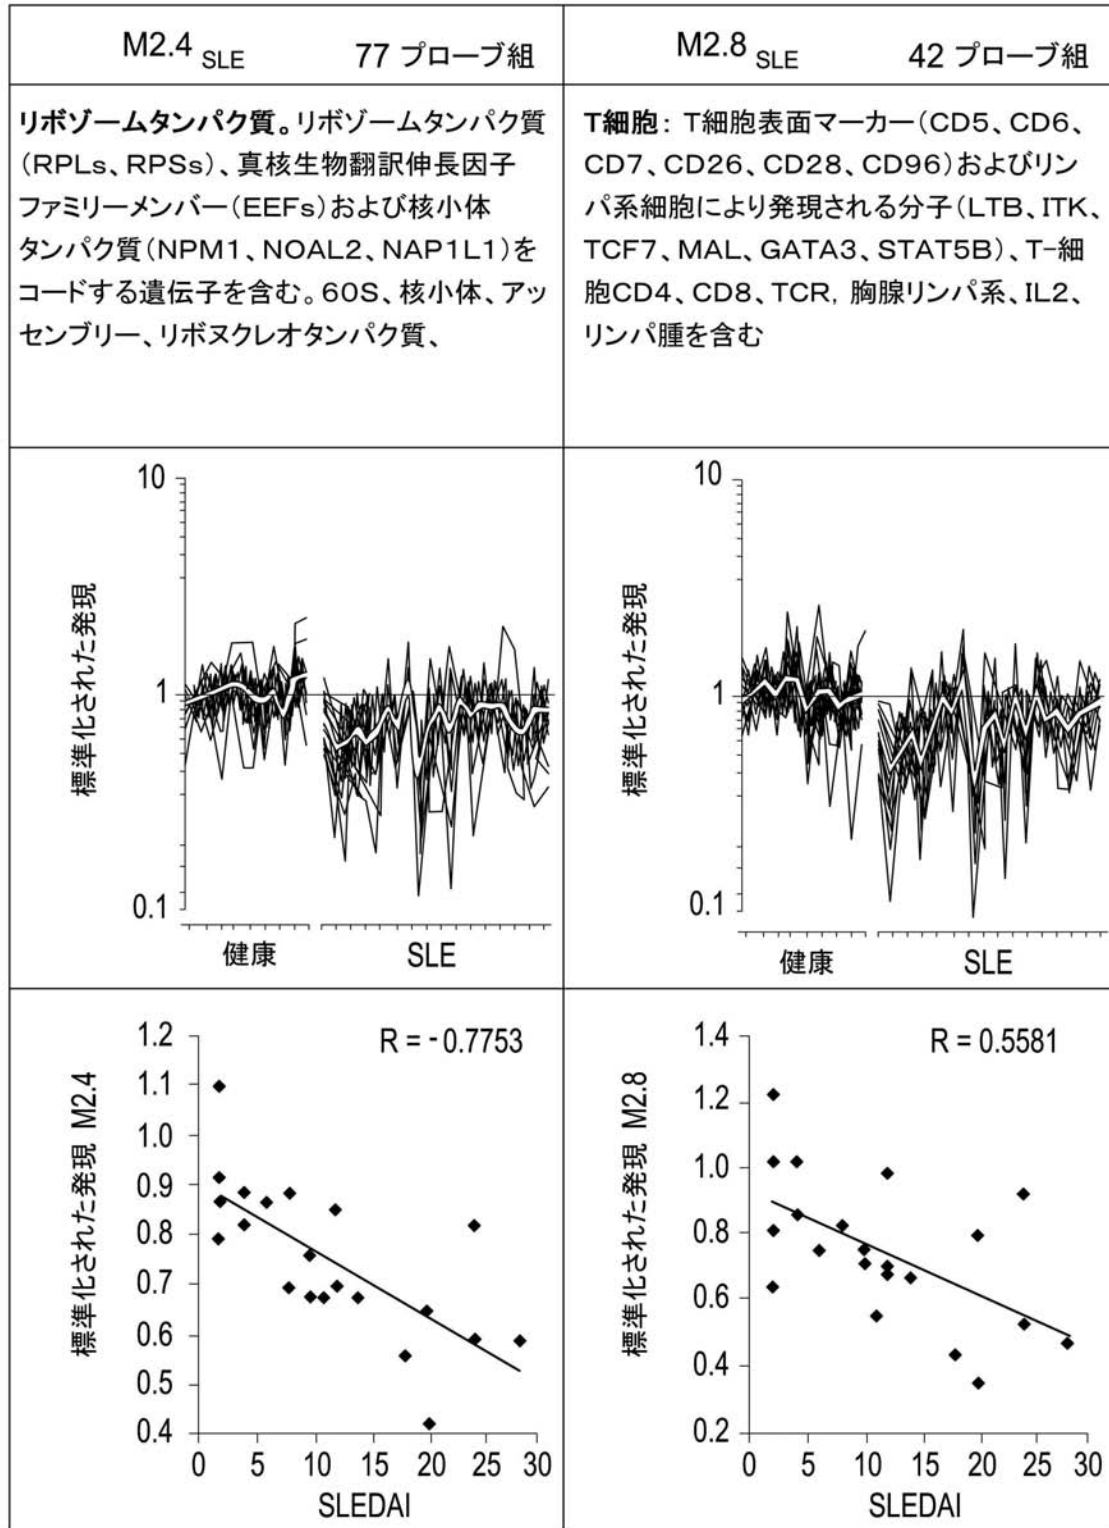 M2.4 SLE 77 プローブ組
リボゾームタンパク質。リボゾームタンパク質
(RPLs、RPSs)、真核生物翻訳伸長因子
ファミリーメンバー(EEFs)および核小体
タンパク質(NPM1、NOAL2、NAP1L1)を
コードする遺伝子を含む。60S、核小体、アッ
センブリー、リボヌクレオタンパク質、
M2.8 SLE 42 プローブ組
T細胞: T細胞表面マーカー(CD5、CD6、
CD7、CD26、CD28、CD96)およびリン
パ系細胞により発現される分子(LTB、ITK、
TCF7、MAL、GATA3、STAT5B)、T-細
胞CD4、CD8、TCR, 胸腺リンパ系、IL2、
リンパ腫を含む
標準化された発現
10
1
0.1
健康 SLE
標準化された発現
10
1
0.1
健康 SLE
標準化された発現 M2.4
R = -0.7753
1.2
1.1
1.0
0.9
0.8
0.7
0.6
0.5
0.4
0 5 10 15 20 25 30
SLEDAI
標準化された発現 M2.8
R = 0.5581
1.4
1.2
1.0
0.8
0.6
0.4
0.2
0 5 10 15 20 25 30
SLEDAI